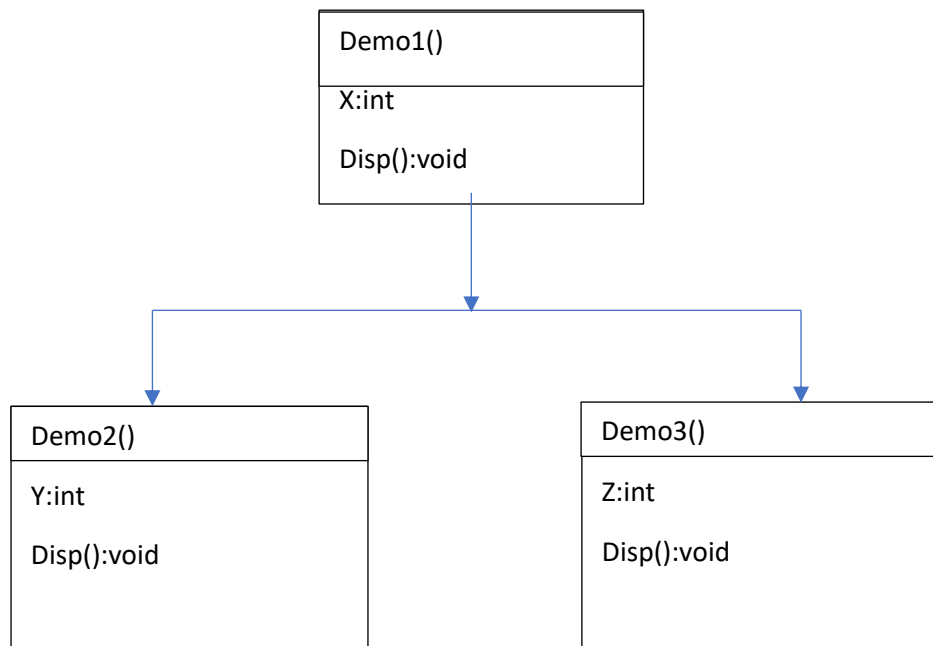 Demo1()
X:int
Disp():void
Demo2()
Y:int
Disp():void
Demo3()
Z:int
Disp():void